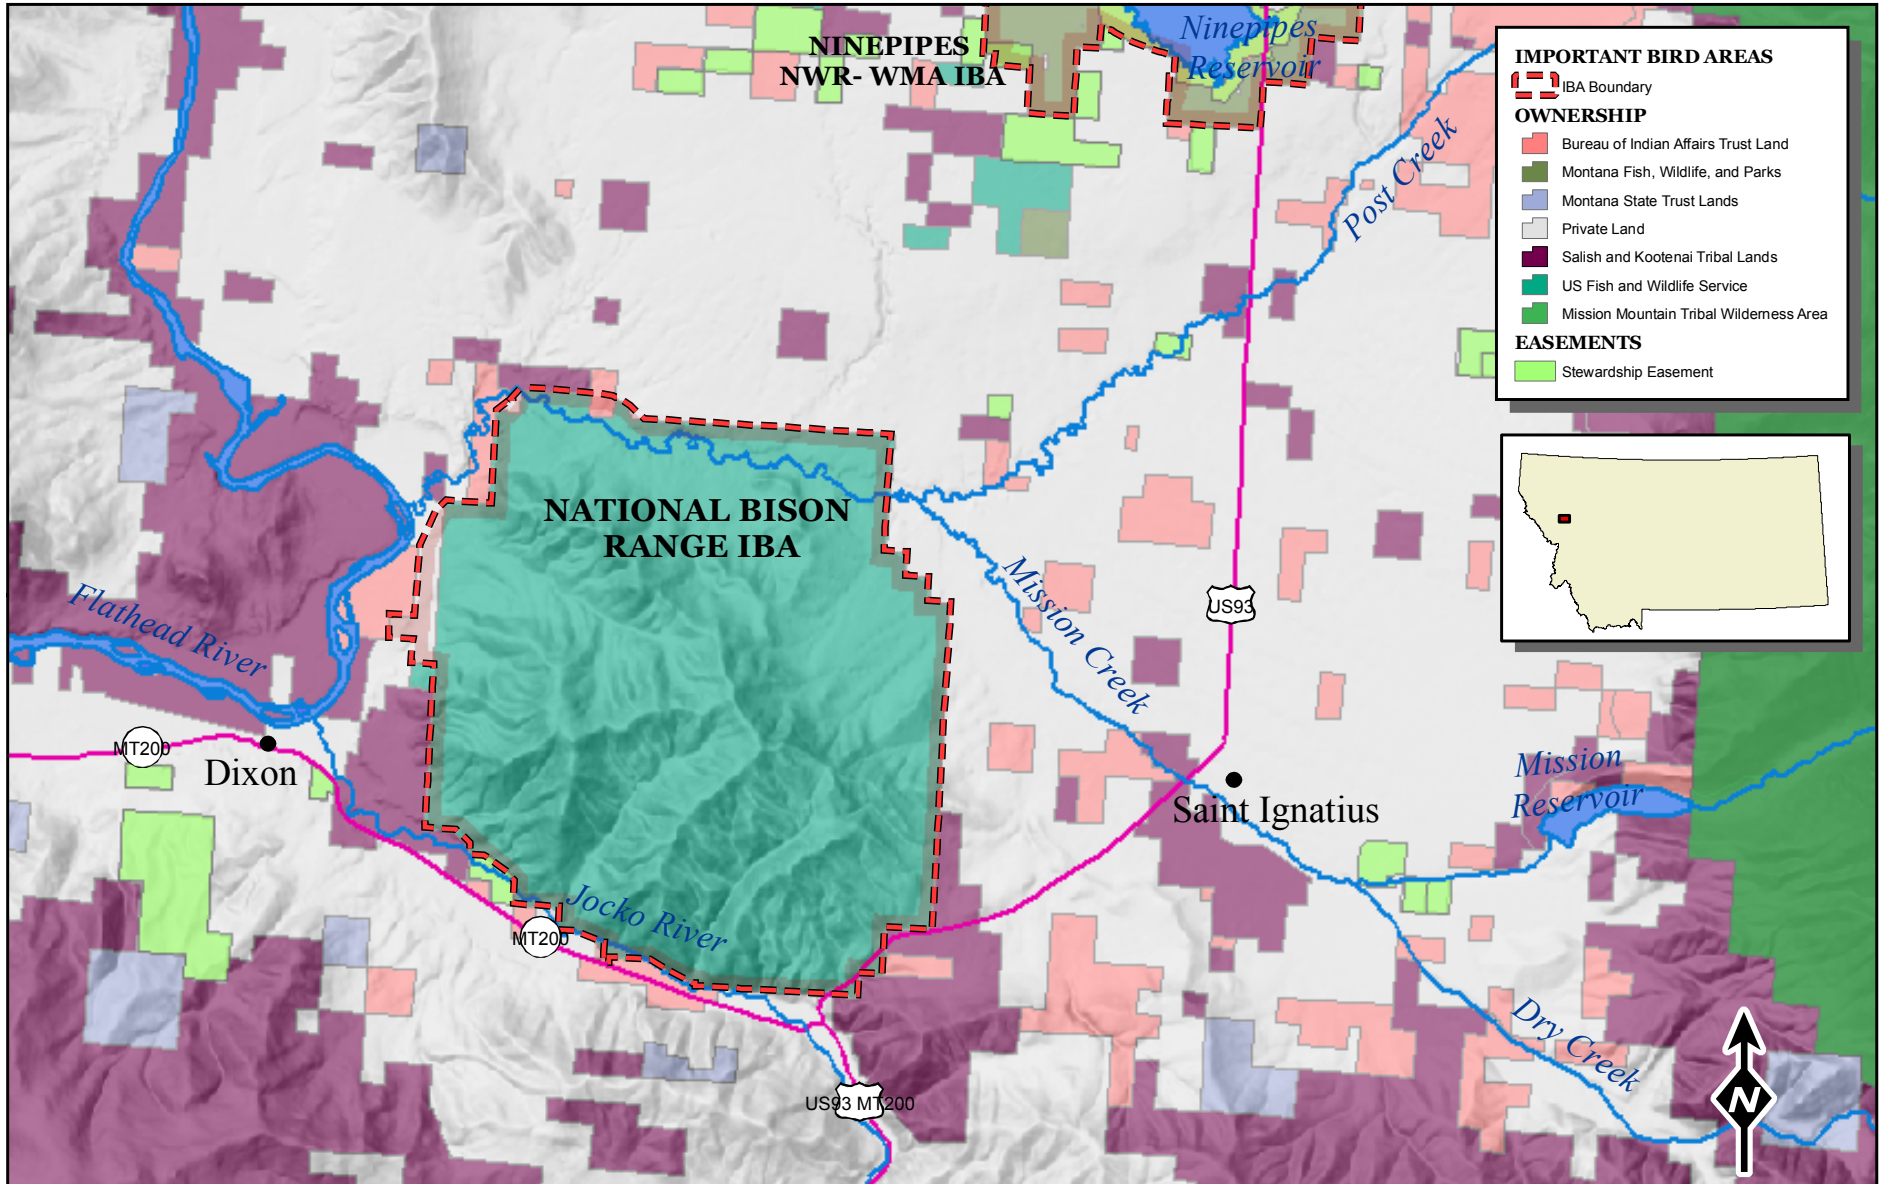 NINEPIPES
NWR- WMA IBA
Ninepipes
Reservoir
Post Creek
NATIONAL BISON
RANGE IBA
Flathead River
Mission Creek
US93
MT200
Dixon
Saint Ignatius
Mission
Reservoir
Jocko River
MT200
Dry Creek
US93 MT200
IMPORTANT BIRD AREAS
IBA Boundary
OWNERSHIP
Bureau of Indian Affairs Trust Land
Montana Fish, Wildlife, and Parks
Montana State Trust Lands
Private Land
Salish and Kootenai Tribal Lands
US Fish and Wildlife Service
Mission Mountain Tribal Wilderness Area
EASEMENTS
Stewardship Easement
N